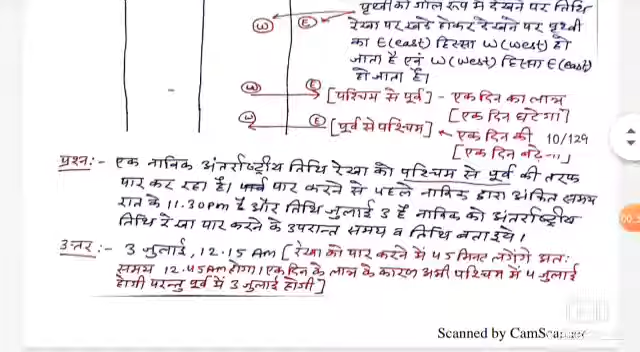 पृथ्वी को गोल रूप में देखने पर तिथि
W E रेखा पर खड़े होकर देखने पर पृथ्वी
का E(east) हिस्सा W(west) हो
जाता है एवं W(west) हिस्सा E(east)
हो जाता है।
W E [पश्चिम से पूर्व] - एक दिन का लाभ
[एक दिन घटेगा]
W E [पूर्व से पश्चिम] एक दिन की
10/129
[एक दिन बढ़े
प्रश्न:- एक नाविक अंतर्राष्ट्रीय तिथि रेखा को पश्चिम से पूर्व की तरफ
पार कर रहा है। पार करने से पहले नाविक द्वारा अंकित समय
रात के 11.30pm है और तिथि जुलाई 3 है नाविक को अंतर्राष्ट्रीय
तिथि रेखा पार करने के उपरान्त समय व तिथि बताइये।
उत्तर:- 3 जुलाई, 12.15 Am [रेखा को पार करने में 45 मिनट लगेंगे अतः
समय 12.45Am होगा। एक दिन के लाभ के कारण अभी पश्चिम में 4 जुलाई
होगी परन्तु पूर्व में 3 जुलाई होगी]
Scanned by CamScanner